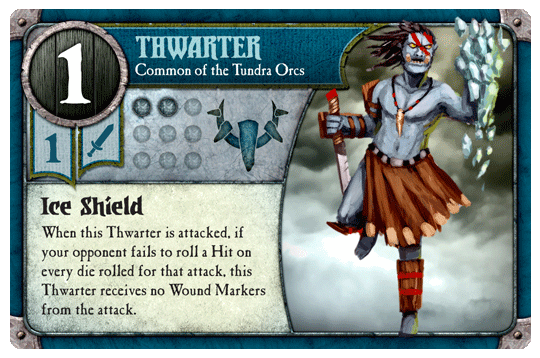 1
THWARTER
Common of the Tundra Orcs
1
Ice Shield
When this Thwarter is attacked, if
your opponent fails to roll a Hit on
every die rolled for that attack, this
Thwarter receives no Wound Markers
from the attack.